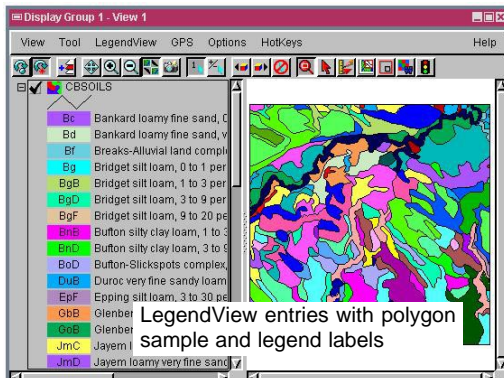 Display Group 1 - View 1
View Tool LegendView GPS Options HotKeys Help
CBSOILS
Bc Bankard loamy fine sand, 0
Bd Bankard loamy fine sand, v
Bf Breaks-Alluvial land comple
Bg Bridget silt loam, 0 to 1 per
BgB Bridget silt loam, 1 to 3 per
BgD Bridget silt loam, 3 to 9 per
BgF Bridget silt loam, 9 to 20 pe
BnB Bufton silty clay loam, 1 to 3
BnD Bufton silty clay loam, 3 to 9
BoD Bufton-Slickspots complex,
DuB Duroc very fine sandy loam
EpF Epping silt loam, 3 to 30 pe
GbB Glenber
GoB Glenber
JmC Jayem l
JmD Jayem loamy very fine sand
LegendView entries with polygon
sample and legend labels